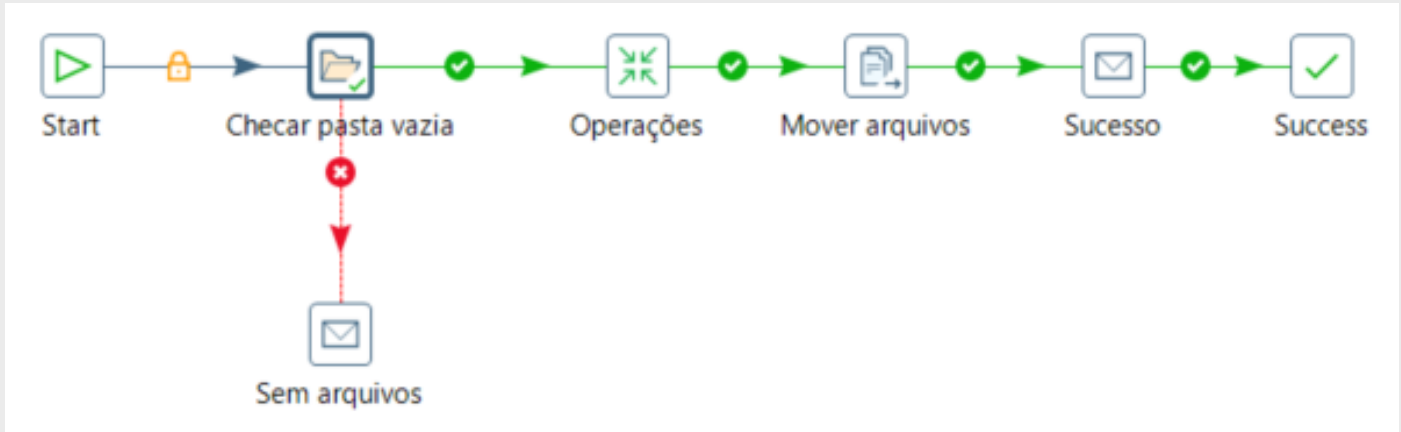 Start
Checar pasta vazia
Operações
Mover arquivos
Sucesso
Success
Sem arquivos